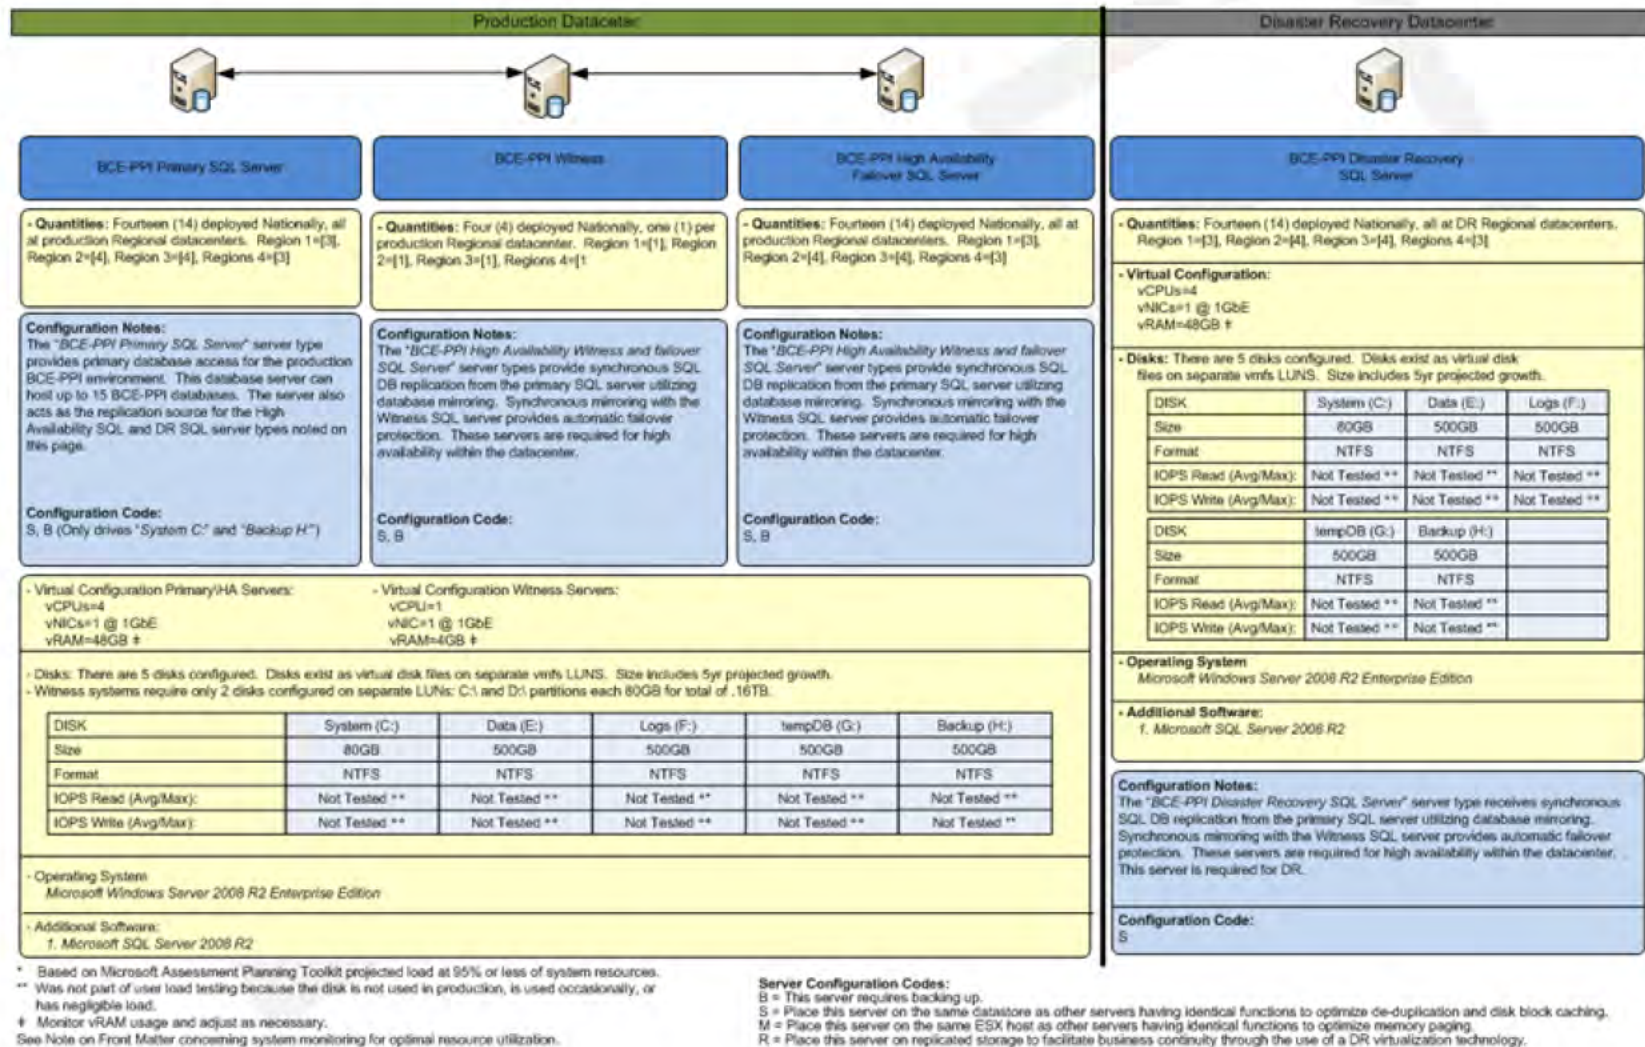 Production Datacenter
Disaster Recovery Datacenter
BCE-PPI Primary SQL Server
BCE-PPI Witness
BCE-PPI High Availability
Failover SQL Server
BCE-PPI Disaster Recovery
SQL Server
- Quantities: Fourteen (14) deployed Nationally, all
at production Regional datacenters. Region 1=[3],
Region 2=[4], Region 3=[4], Regions 4=[3]
- Quantities: Four (4) deployed Nationally, one (1) per
production Regional datacenter. Region 1=[1], Region
2=[1], Region 3=[1], Regions 4=[1
- Quantities: Fourteen (14) deployed Nationally, all at
production Regional datacenters. Region 1=[3],
Region 2=[4], Region 3=[4], Regions 4=[3]
Configuration Notes:
The "BCE-PPI Primary SQL Server" server type
provides primary database access for the production
BCE-PPI environment. This database server can
host up to 15 BCE-PPI databases. The server also
acts as the replication source for the High
Availability SQL and DR SQL server types noted on
this page.
Configuration Code:
S, B (Only drives "System C:" and "Backup H:")
Configuration Notes:
The "BCE-PPI High Availability Witness and failover
SQL Server" server types provide synchronous SQL
DB replication from the primary SQL server utilizing
database mirroring. Synchronous mirroring with the
Witness SQL server provides automatic failover
protection. These servers are required for high
availability within the datacenter.
Configuration Code:
S, B
Configuration Notes:
The "BCE-PPI High Availability Witness and failover
SQL Server" server types provide synchronous SQL
DB replication from the primary SQL server utilizing
database mirroring. Synchronous mirroring with the
Witness SQL server provides automatic failover
protection. These servers are required for high
availability within the datacenter.
Configuration Code:
S, B
- Virtual Configuration Primary\HA Servers:
vCPUs=4
vNICs=1 @ 1GbE
vRAM=48GB ‡
- Virtual Configuration Witness Servers:
vCPU=1
vNIC=1 @ 1GbE
vRAM=4GB ‡
- Disks: There are 5 disks configured. Disks exist as virtual disk files on separate vmfs LUNS. Size includes 5yr projected growth.
- Witness systems require only 2 disks configured on separate LUNs: C:\ and D:\ partitions each 80GB for total of .16TB.
DISK System (C:) Data (E:) Logs (F:) tempDB (G:) Backup (H:)
Size 80GB 500GB 500GB 500GB 500GB
Format NTFS NTFS NTFS NTFS NTFS
IOPS Read (Avg/Max): Not Tested ** Not Tested ** Not Tested ** Not Tested ** Not Tested **
IOPS Write (Avg/Max): Not Tested ** Not Tested ** Not Tested ** Not Tested ** Not Tested **
- Operating System
Microsoft Windows Server 2008 R2 Enterprise Edition
- Additional Software:
1. Microsoft SQL Server 2008 R2
- Quantities: Fourteen (14) deployed Nationally, all at DR Regional datacenters.
Region 1=[3], Region 2=[4], Region 3=[4], Regions 4=[3]
- Virtual Configuration:
vCPUs=4
vNICs=1 @ 1GbE
vRAM=48GB ‡
- Disks: There are 5 disks configured. Disks exist as virtual disk
files on separate vmfs LUNS. Size includes 5yr projected growth.
DISK System (C:) Data (E:) Logs (F:)
Size 80GB 500GB 500GB
Format NTFS NTFS NTFS
IOPS Read (Avg/Max): Not Tested ** Not Tested ** Not Tested **
IOPS Write (Avg/Max): Not Tested ** Not Tested ** Not Tested **
DISK tempDB (G:) Backup (H:)
Size 500GB 500GB
Format NTFS NTFS
IOPS Read (Avg/Max): Not Tested ** Not Tested **
IOPS Write (Avg/Max): Not Tested ** Not Tested **
- Operating System
Microsoft Windows Server 2008 R2 Enterprise Edition
- Additional Software:
1. Microsoft SQL Server 2008 R2
Configuration Notes:
The "BCE-PPI Disaster Recovery SQL Server" server type receives synchronous
SQL DB replication from the primary SQL server utilizing database mirroring.
Synchronous mirroring with the Witness SQL server provides automatic failover
protection. These servers are required for high availability within the datacenter.
This server is required for DR.
Configuration Code:
S
* Based on Microsoft Assessment Planning Toolkit projected load at 95% or less of system resources.
** Was not part of user load testing because the disk is not used in production, is used occasionally, or
has negligible load.
‡ Monitor vRAM usage and adjust as necessary.
See Note on Front Matter concerning system monitoring for optimal resource utilization.
Server Configuration Codes:
B = This server requires backing up.
S = Place this server on the same datastore as other servers having identical functions to optimize de-duplication and disk block caching.
M = Place this server on the same ESX host as other servers having identical functions to optimize memory paging.
R = Place this server on replicated storage to facilitate business continuity through the use of a DR virtualization technology.